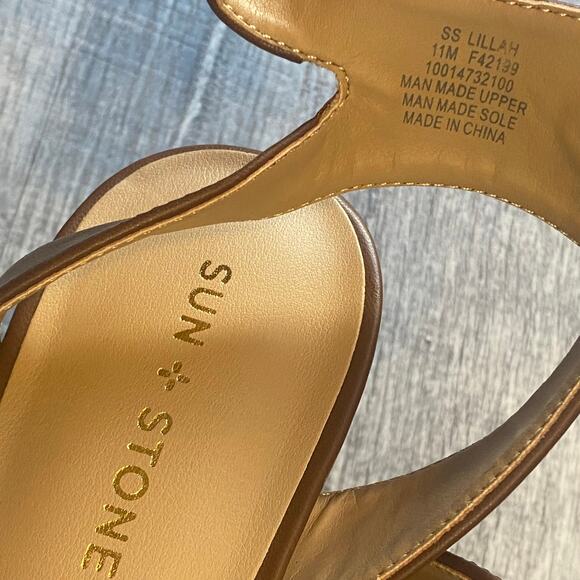 SS LILLAH
11M F42199
10014732100
MAN MADE UPPER
MAN MADE SOLE
MADE IN CHINA
SUN + STONE